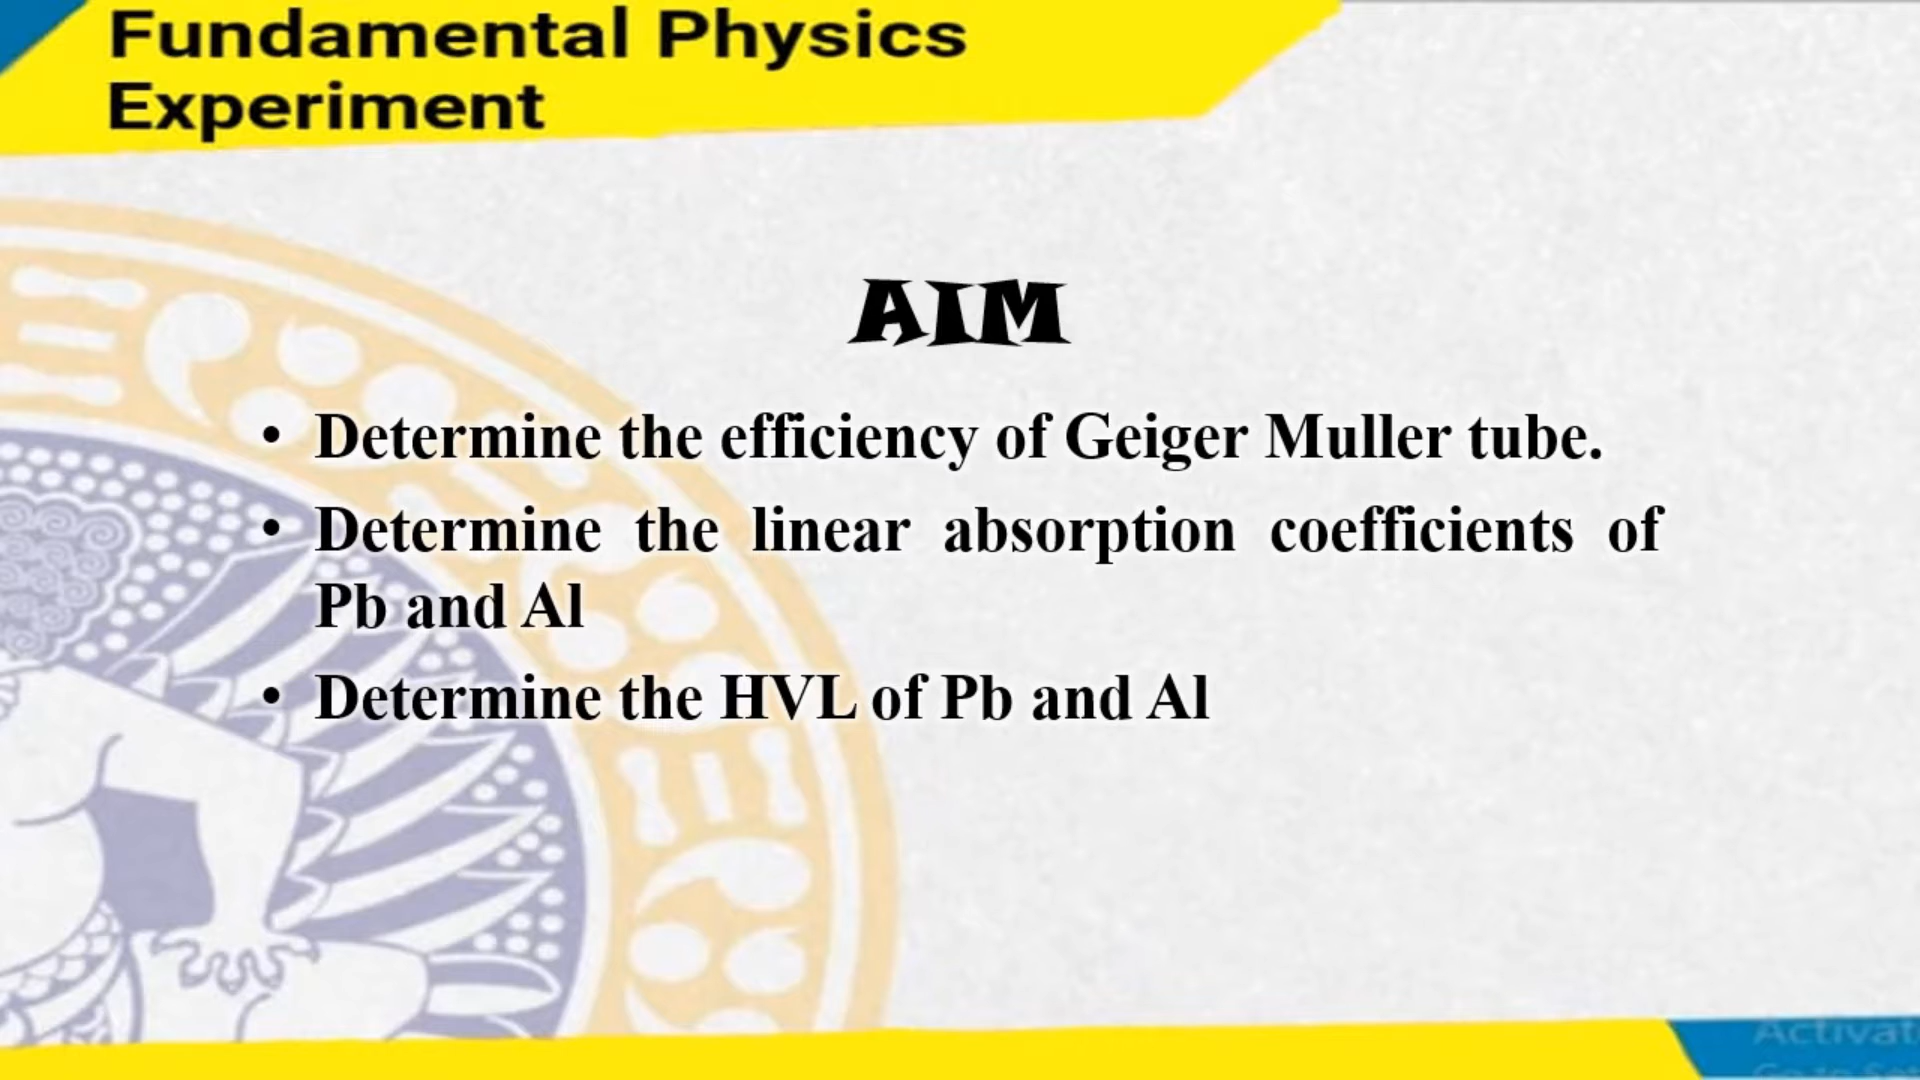 Fundamental Physics
Experiment
AIM
• Determine the efficiency of Geiger Muller tube.
• Determine the linear absorption coefficients of
Pb and Al
• Determine the HVL of Pb and Al